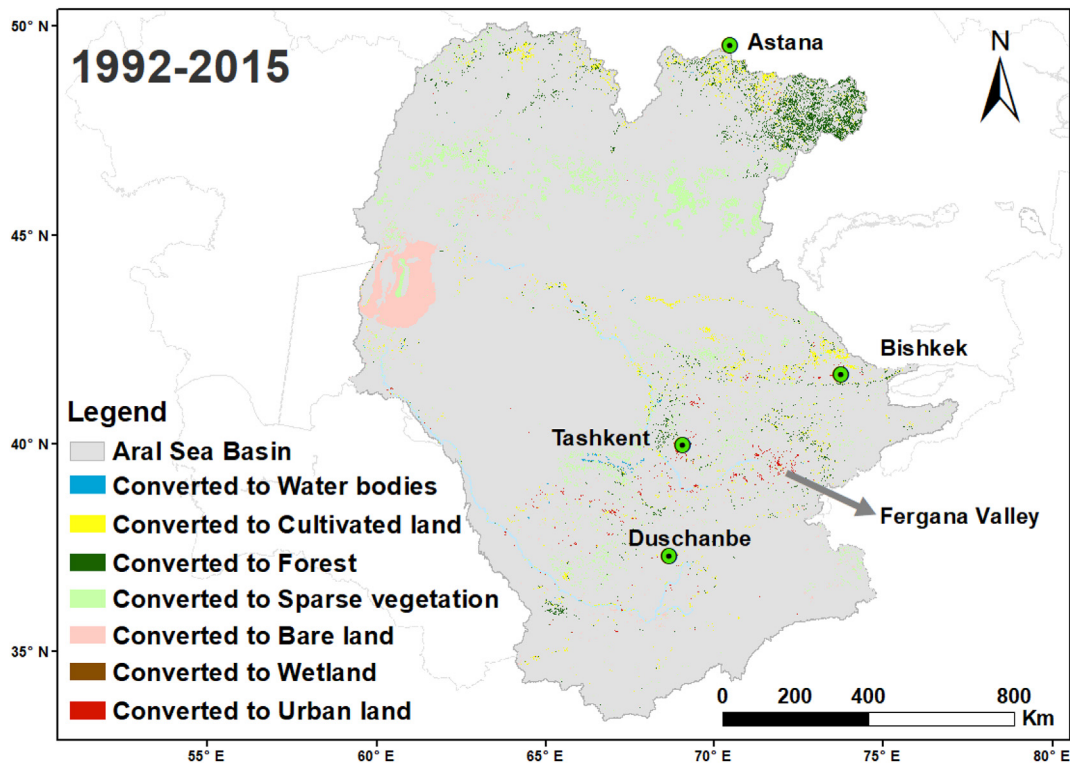 50° N
1992-2015
Astana
N
45° N
Bishkek
Legend
40° N
Tashkent
Aral Sea Basin
Converted to Water bodies
Converted to Cultivated land
Fergana Valley
Converted to Forest
Duschanbe
Converted to Sparse vegetation
Converted to Bare land
35° N
Converted to Wetland
Converted to Urban land
0 200 400 800
Km
55° E 60° E 65° E 70° E 75° E 80° E